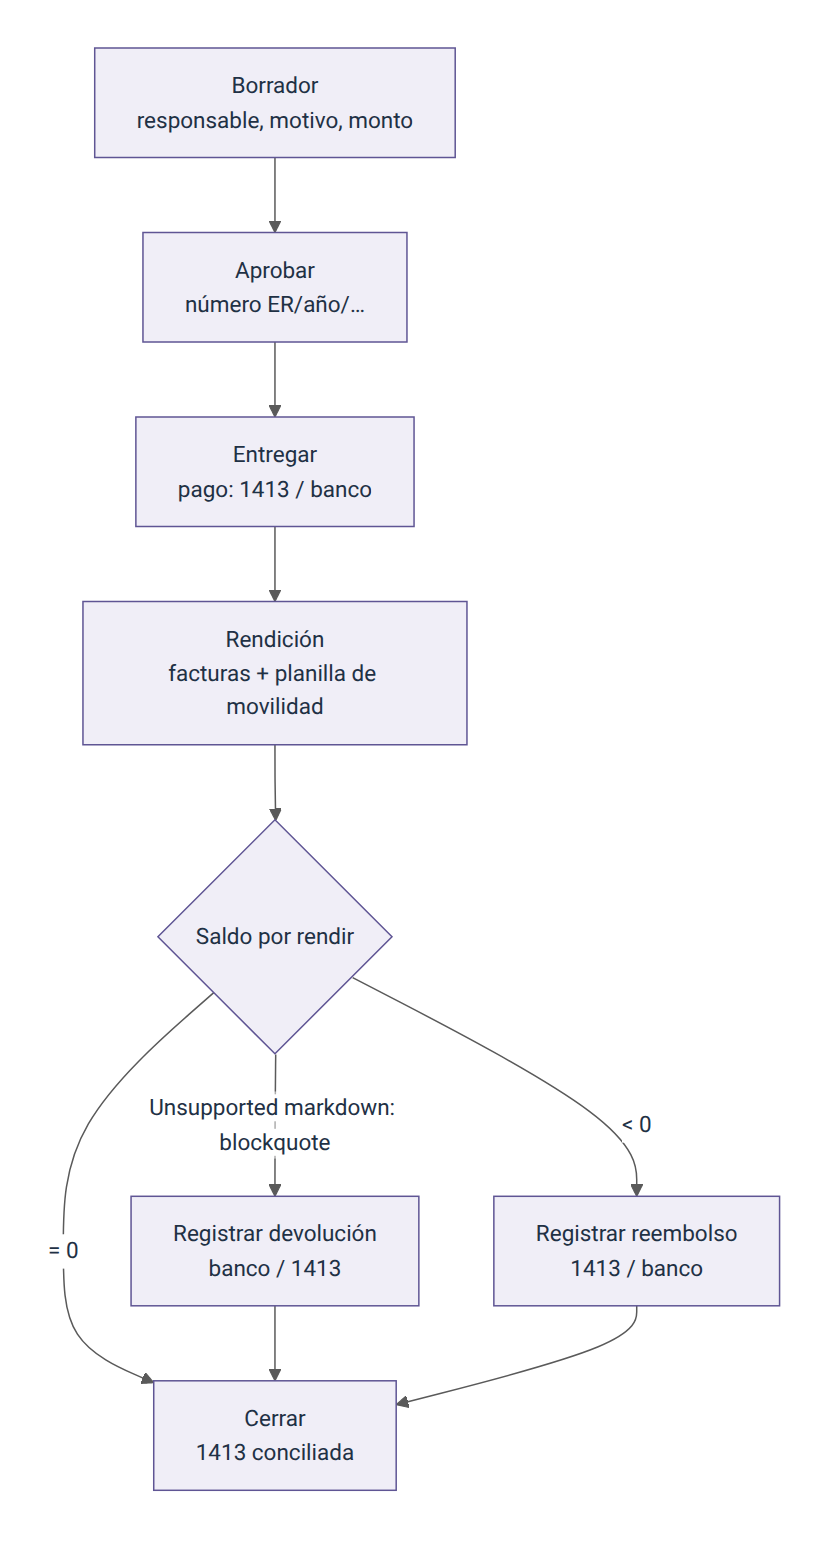 Borrador
responsable, motivo, monto
Aprobar
número ER/año/…
Entregar
pago: 1413 / banco
Rendición
facturas + planilla de
movilidad
Saldo por rendir
Unsupported markdown:
blockquote
< 0
Registrar devolución
banco / 1413
Registrar reembolso
1413 / banco
= 0
Cerrar
1413 conciliada